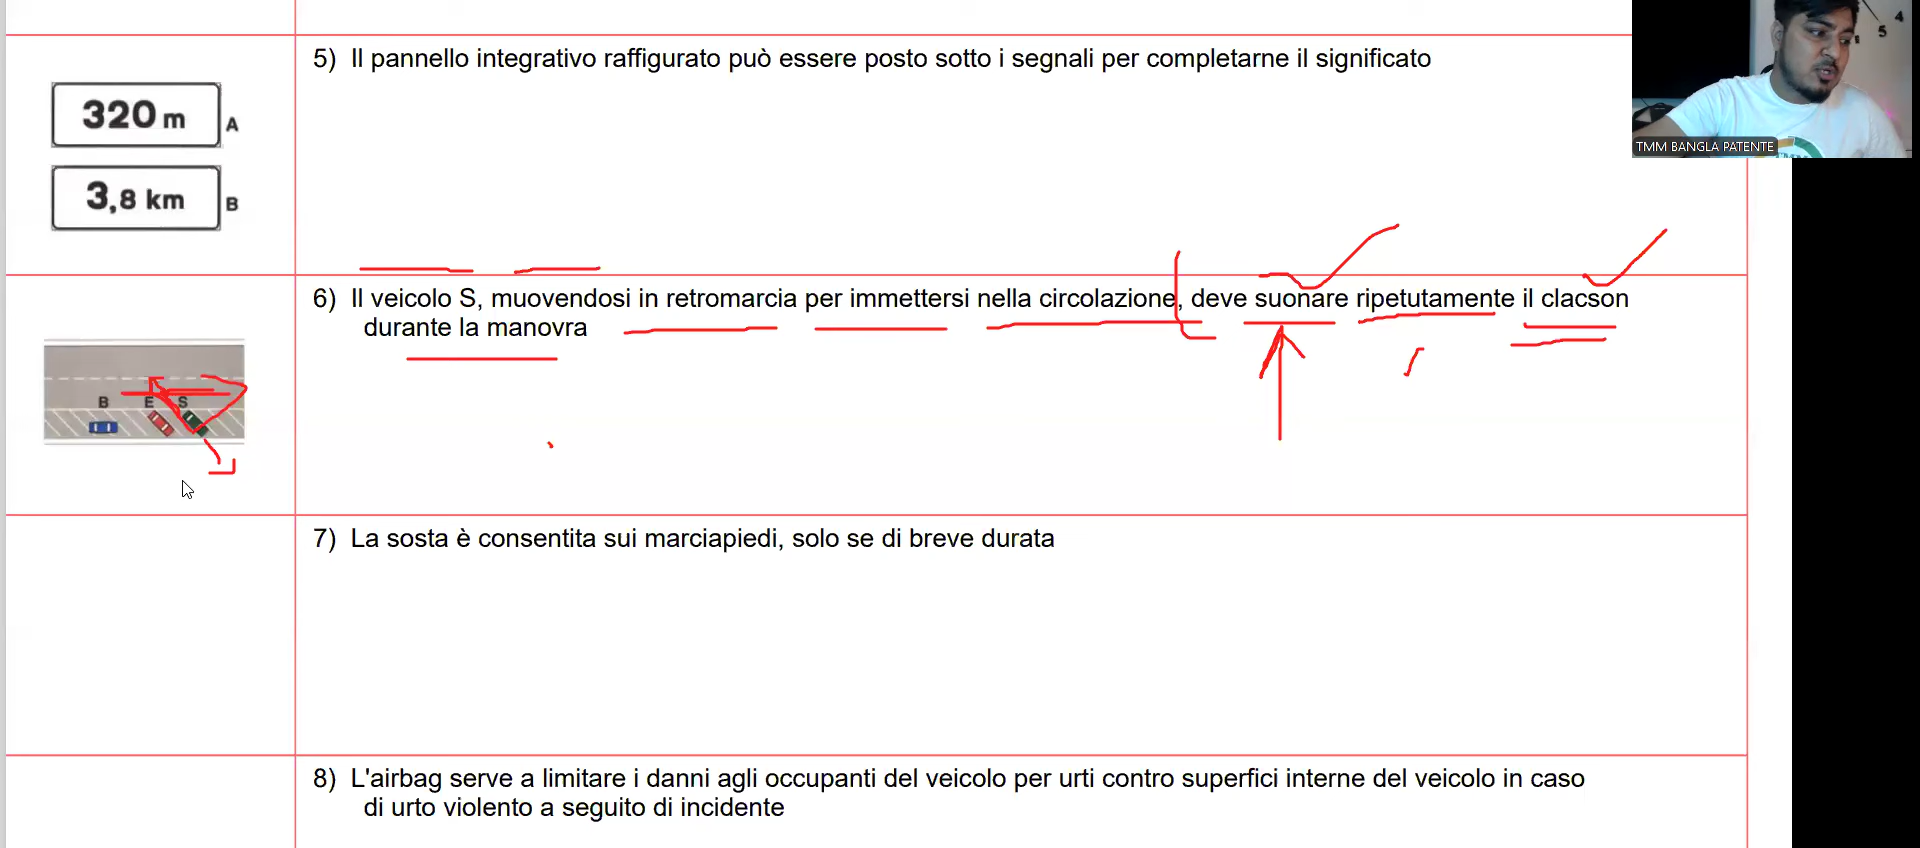 4
5
TMM BANGLA PATENTE
5) Il pannello integrativo raffigurato può essere posto sotto i segnali per completarne il significato
320 m A
3,8 km B
6) Il veicolo S, muovendosi in retromarcia per immettersi nella circolazione, deve suonare ripetutamente il clacson
durante la manovra
B E S
7) La sosta è consentita sui marciapiedi, solo se di breve durata
8) L'airbag serve a limitare i danni agli occupanti del veicolo per urti contro superfici interne del veicolo in caso
di urto violento a seguito di incidente